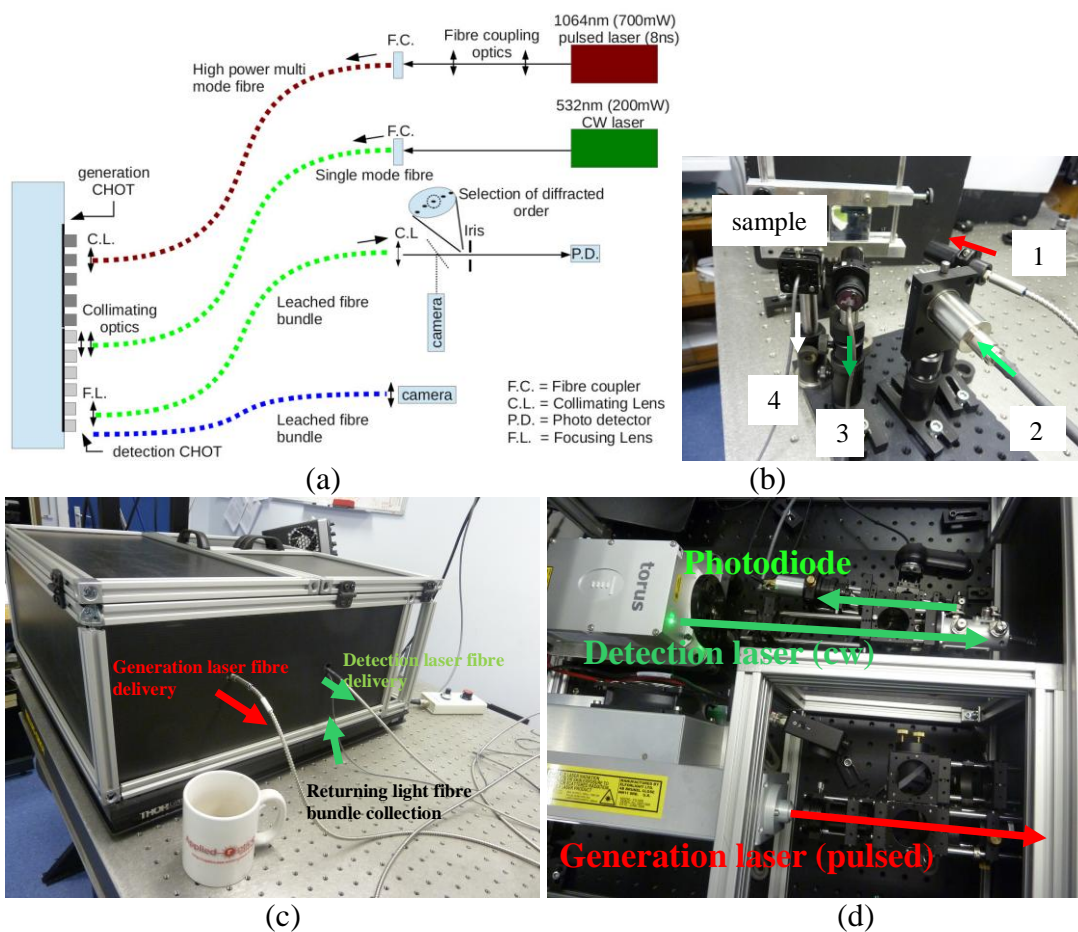 1064nm (700mW)
pulsed laser (8ns)
Fibre coupling
optics
F.C.
High power multi
mode fibre
532nm (200mW)
CW laser
F.C.
Single mode fibre
generation
CHOT
C.L.
Selection of diffracted
order
C.L
Iris
P.D.
Collimating
optics
Leached fibre
bundle
camera
F.L.
camera
Leached fibre
bundle
detection CHOT
F.C. = Fibre coupler
C.L. = Collimating Lens
P.D. = Photo detector
F.L. = Focusing Lens
(a)
sample
1
2
3
4
(b)
Generation laser fibre
delivery
Detection laser fibre
delivery
Returning light fibre
bundle collection
THOR
Applied
(c)
torus
Photodiode
Detection laser (cw)
Generation laser (pulsed)
(d)